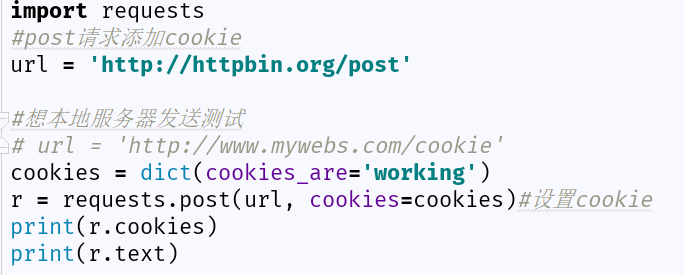 import requests
#post请求添加cookie
url = 'http://httpbin.org/post'
#想本地服务器发送测试
# url = 'http://www.mywebs.com/cookie'
cookies = dict(cookies_are='working')
r = requests.post(url, cookies=cookies)#设置cookie
print(r.cookies)
print(r.text)